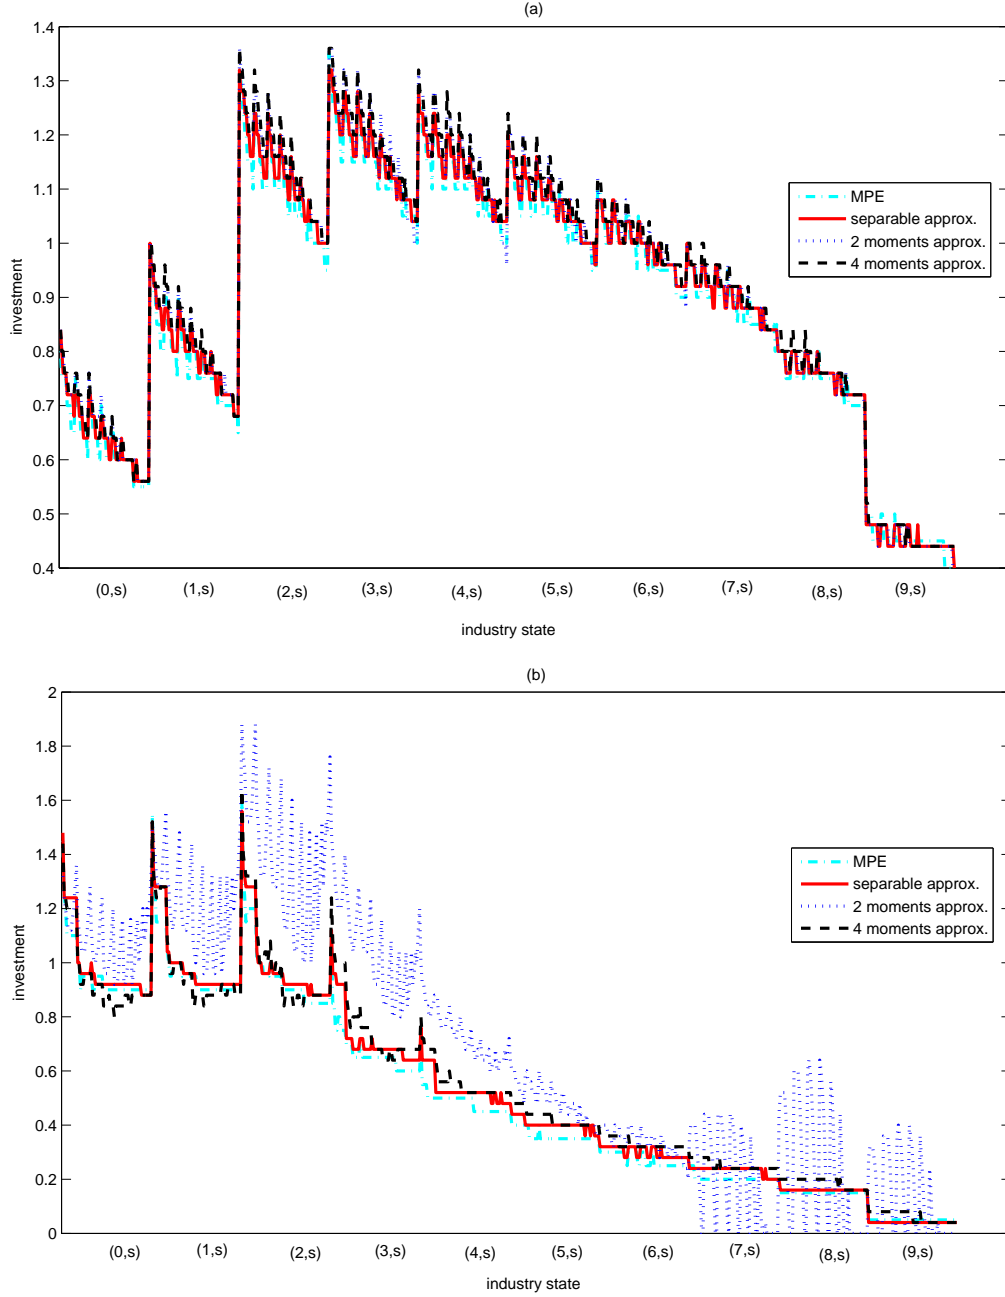 (a)
1.4
1.3
1.2
1.1
1
0.9
0.8
0.7
0.6
0.5
0.4
investment
MPE
separable approx.
2 moments approx.
4 moments approx.
(0,s) (1,s) (2,s) (3,s) (4,s) (5,s) (6,s) (7,s) (8,s) (9,s)
industry state
(b)
2
1.8
1.6
1.4
1.2
1
0.8
0.6
0.4
0.2
0
investment
MPE
separable approx.
2 moments approx.
4 moments approx.
(0,s) (1,s) (2,s) (3,s) (4,s) (5,s) (6,s) (7,s) (8,s) (9,s)
industry state